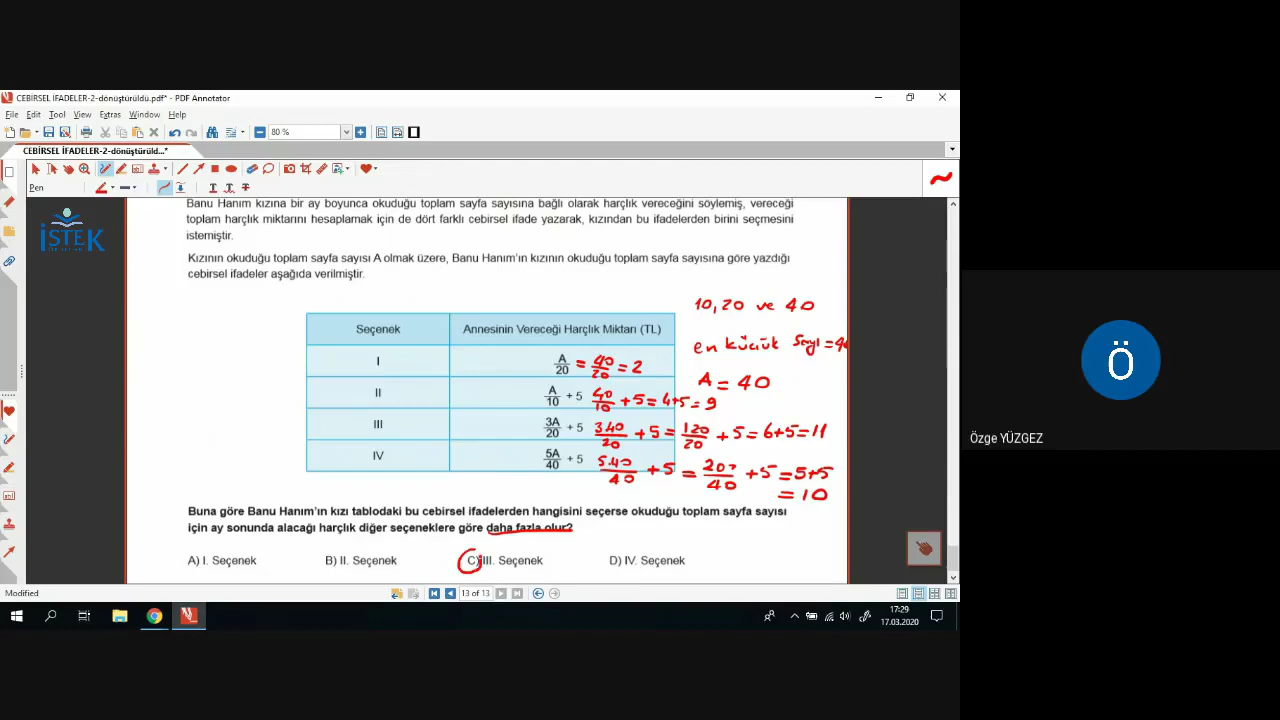 CEBİRSEL İFADELER-2-dönüştürüldü.pdf* - PDF Annotator
File Edit Tool View Extras Window Help
80 %
CEBİRSEL İFADELER-2-dönüştürüld...*
Pen
İSTEK
Banu Hanım kızına bir ay boyunca okuduğu toplam sayfa sayısına bağlı olarak harçlık vereceğini söylemiş, vereceği
toplam harçlık miktarını hesaplamak için de dört farklı cebirsel ifade yazarak, kızından bu ifadelerden birini seçmesini
istemiştir.
Kızının okuduğu toplam sayfa sayısı A olmak üzere, Banu Hanım'ın kızının okuduğu toplam sayfa sayısına göre yazdığı
cebirsel ifadeler aşağıda verilmiştir.
10, 20 ve 40
Seçenek Annesinin Vereceği Harçlık Miktarı (TL)
en küçük sayı = 40
I A/20 = 40/20 = 2
A = 40
II A/10 + 5 40/10 + 5 = 4+5 = 9
III 3A/20 + 5 3.40/20 + 5 = 120/20 + 5 = 6+5 = 11
IV 5A/40 + 5 5.40/40 + 5 = 200/40 + 5 = 5+5
= 10
Buna göre Banu Hanım'ın kızı tablodaki bu cebirsel ifadelerden hangisini seçerse okuduğu toplam sayfa sayısı
için ay sonunda alacağı harçlık diğer seçeneklere göre daha fazla olur?
A) I. Seçenek B) II. Seçenek C) III. Seçenek D) IV. Seçenek
Modified 13 of 13
17:29
17.03.2020
Ö
Özge YÜZGEZ